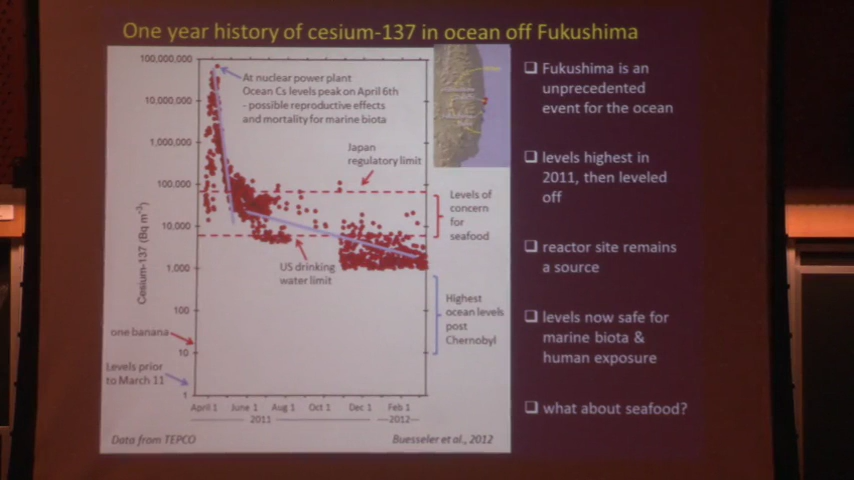 One year history of cesium-137 in ocean off Fukushima
100,000,000
10,000,000
1,000,000
100,000
10,000
1,000
100
10
1
Cesium-137 (Bq m⁻³)
At nuclear power plant
Ocean Cs levels peak on April 6th
- possible reproductive effects
and mortality for marine biota
Japan
regulatory limit
Levels of
concern
for
seafood
US drinking
water limit
Highest
ocean levels
post
Chernobyl
one banana
Levels prior
to March 11
April 1 June 1 Aug 1 Oct 1 Dec 1 Feb 1
2011 2012
Data from TEPCO
Buesseler et al., 2012
❑ Fukushima is an
unprecedented
event for the ocean
❑ levels highest in
2011, then leveled
off
❑ reactor site remains
a source
❑ levels now safe for
marine biota &
human exposure
❑ what about seafood?